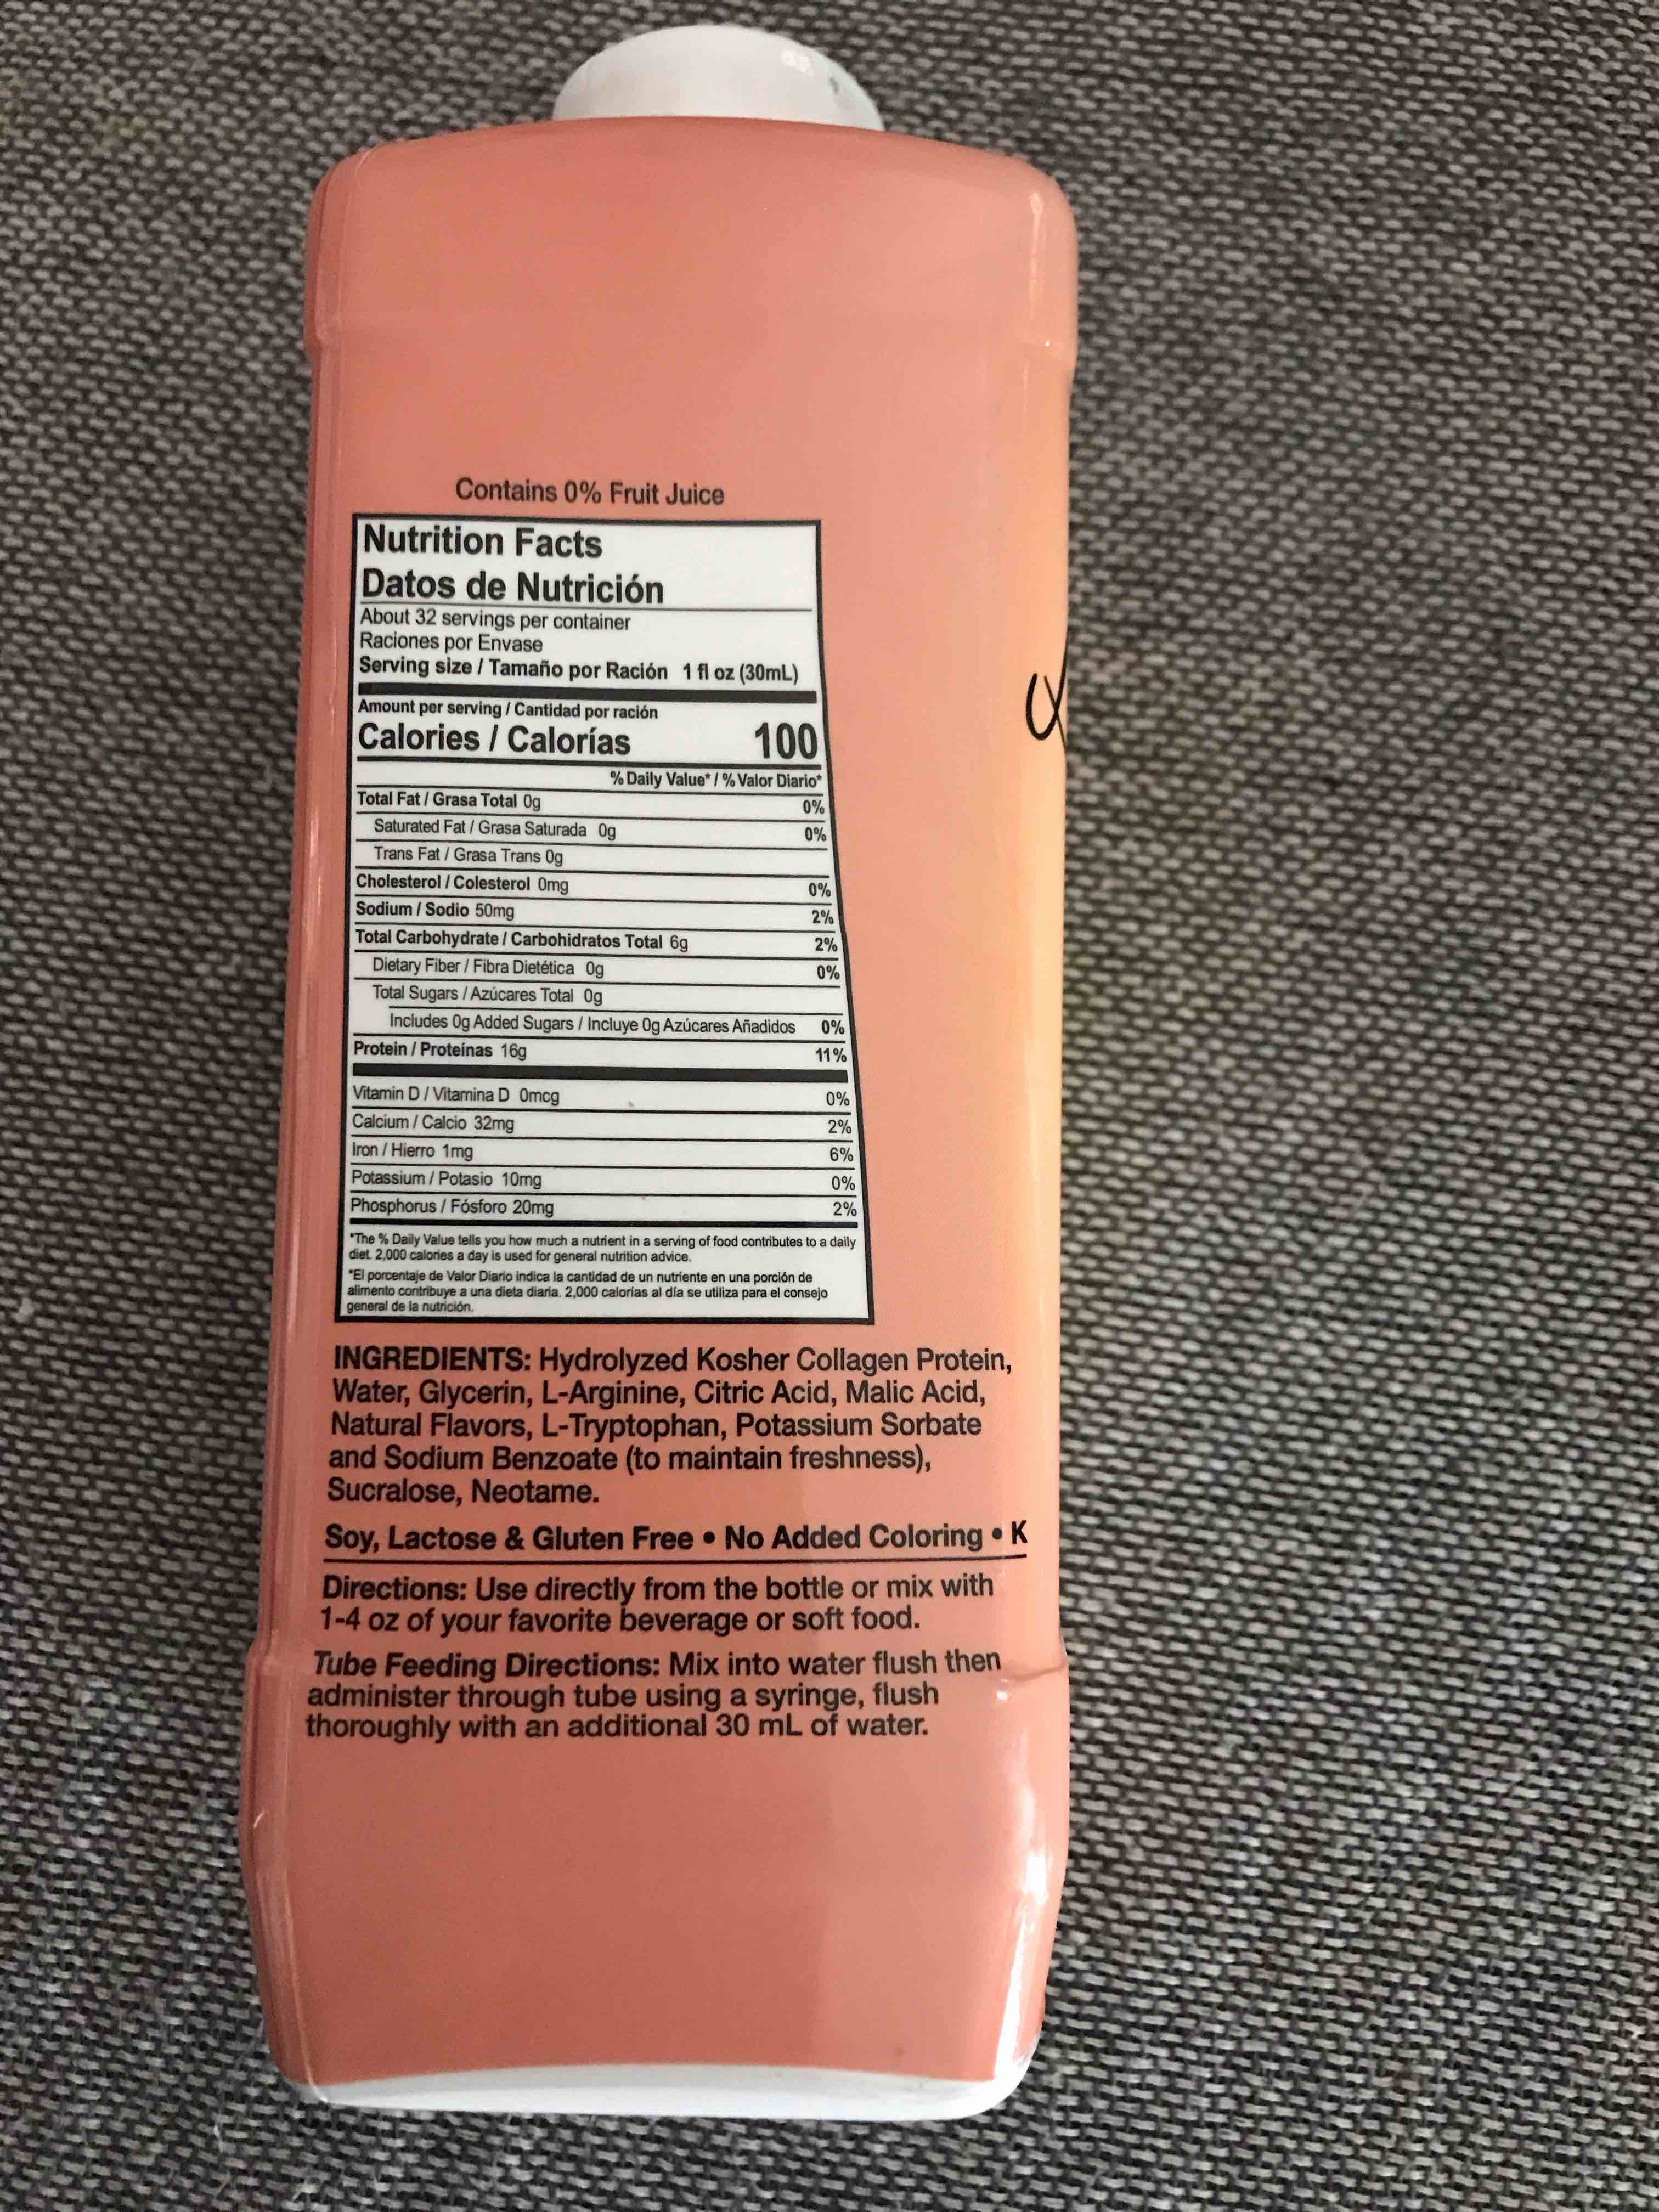 Contains 0% Fruit Juice
Nutrition Facts
Datos de Nutrición
About 32 servings per container
Raciones por Envase
Serving size / Tamaño por Ración 1 fl oz (30mL)
Amount per serving / Cantidad por ración
Calories / Calorías 100
% Daily Value* / % Valor Diario*
Total Fat / Grasa Total 0g 0%
Saturated Fat / Grasa Saturada 0g 0%
Trans Fat / Grasa Trans 0g
Cholesterol / Colesterol 0mg 0%
Sodium / Sodio 50mg 2%
Total Carbohydrate / Carbohidratos Total 6g 2%
Dietary Fiber / Fibra Dietética 0g 0%
Total Sugars / Azúcares Total 0g
Includes 0g Added Sugars / Incluye 0g Azúcares Añadidos 0%
Protein / Proteínas 16g 11%
Vitamin D / Vitamina D 0mcg 0%
Calcium / Calcio 32mg 2%
Iron / Hierro 1mg 6%
Potassium / Potasio 10mg 0%
Phosphorus / Fósforo 20mg 2%
*The % Daily Value tells you how much a nutrient in a serving of food contributes to a daily
diet. 2,000 calories a day is used for general nutrition advice.
*El porcentaje de Valor Diario indica la cantidad de un nutriente en una porción de
alimento contribuye a una dieta diaria. 2,000 calorías al día se utiliza para el consejo
general de la nutrición.
INGREDIENTS: Hydrolyzed Kosher Collagen Protein,
Water, Glycerin, L-Arginine, Citric Acid, Malic Acid,
Natural Flavors, L-Tryptophan, Potassium Sorbate
and Sodium Benzoate (to maintain freshness),
Sucralose, Neotame.
Soy, Lactose & Gluten Free • No Added Coloring • K
Directions: Use directly from the bottle or mix with
1-4 oz of your favorite beverage or soft food.
Tube Feeding Directions: Mix into water flush then
administer through tube using a syringe, flush
thoroughly with an additional 30 mL of water.